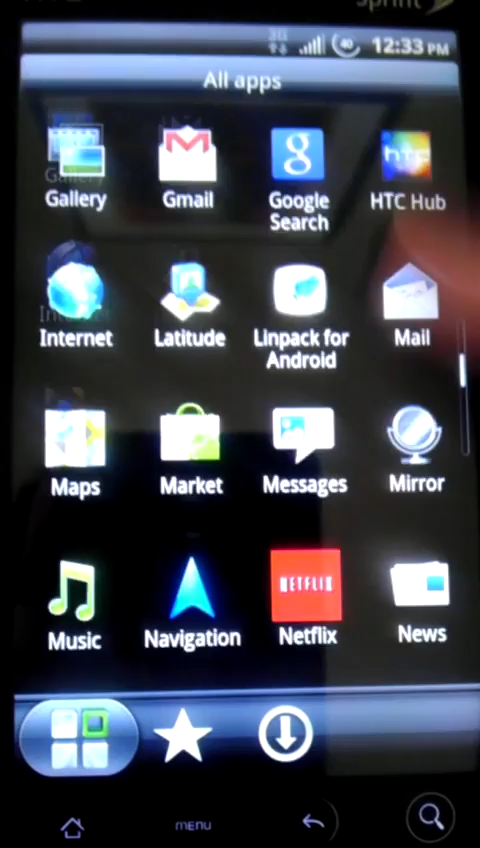 Sprint
3G 40 12:33 PM
All apps
Gallery Gmail Google Search HTC Hub
htc
Internet Latitude Linpack for Android Mail
Maps Market Messages Mirror
NETFLIX
Music Navigation Netflix News
MENU